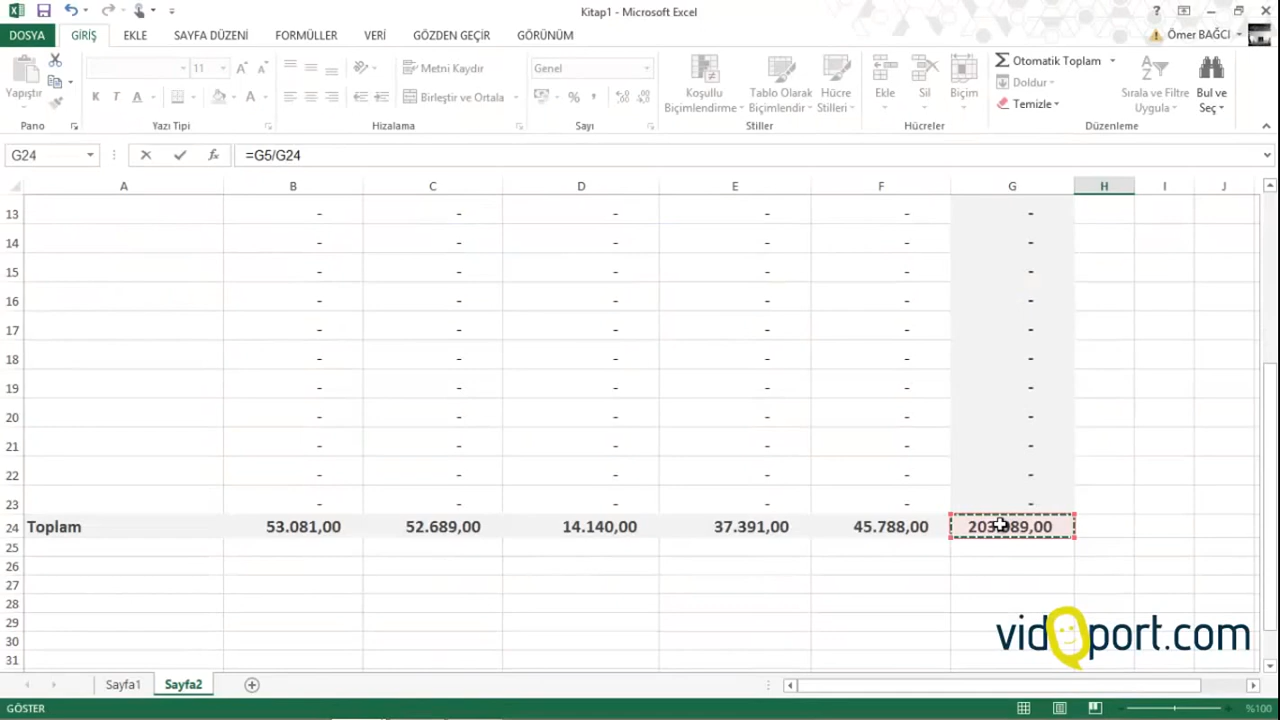 Kitap1 - Microsoft Excel
DOSYA GİRİŞ EKLE SAYFA DÜZENİ FORMÜLLER VERİ GÖZDEN GEÇİR GÖRÜNÜM Ömer BAĞCI
Yapıştır
11
Metni Kaydır
Genel
Koşullu Biçimlendirme
Tablo Olarak Biçimlendir
Hücre Stilleri
Ekle
Sil
Biçim
Otomatik Toplam
Doldur
Temizle
Sırala ve Filtre Uygula
Bul ve Seç
K T A
Birleştir ve Ortala
Pano Yazı Tipi Hizalama Sayı Stiller Hücreler Düzenleme
G24 fx =G5/G24
A B C D E F G H I J
13 - - - - - -
14 - - - - - -
15 - - - - - -
16 - - - - - -
17 - - - - - -
18 - - - - - -
19 - - - - - -
20 - - - - - -
21 - - - - - -
22 - - - - - -
23 - - - - - -
24 Toplam 53.081,00 52.689,00 14.140,00 37.391,00 45.788,00
25
26
27
28
29
30
31
vidoport.com
Sayfa1 Sayfa2
GÖSTER %100